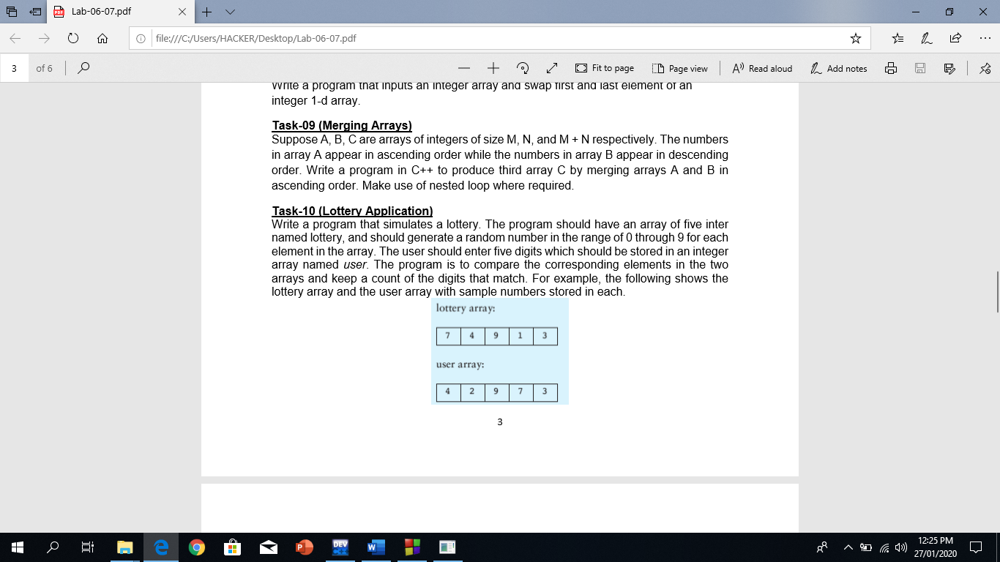 Lab-06-07.pdf
file:///C:/Users/HACKER/Desktop/Lab-06-07.pdf
3 of 6
Fit to page
Page view
Read aloud
Add notes
Write a program that inputs an integer array and swap first and last element of an
integer 1-d array.
Task-09 (Merging Arrays)
Suppose A, B, C are arrays of integers of size M, N, and M + N respectively. The numbers
in array A appear in ascending order while the numbers in array B appear in descending
order. Write a program in C++ to produce third array C by merging arrays A and B in
ascending order. Make use of nested loop where required.
Task-10 (Lottery Application)
Write a program that simulates a lottery. The program should have an array of five inter
named lottery, and should generate a random number in the range of 0 through 9 for each
element in the array. The user should enter five digits which should be stored in an integer
array named user. The program is to compare the corresponding elements in the two
arrays and keep a count of the digits that match. For example, the following shows the
lottery array and the user array with sample numbers stored in each.
lottery array:
7 4 9 1 3
user array:
4 2 9 7 3
3
DEV
12:25 PM
27/01/2020